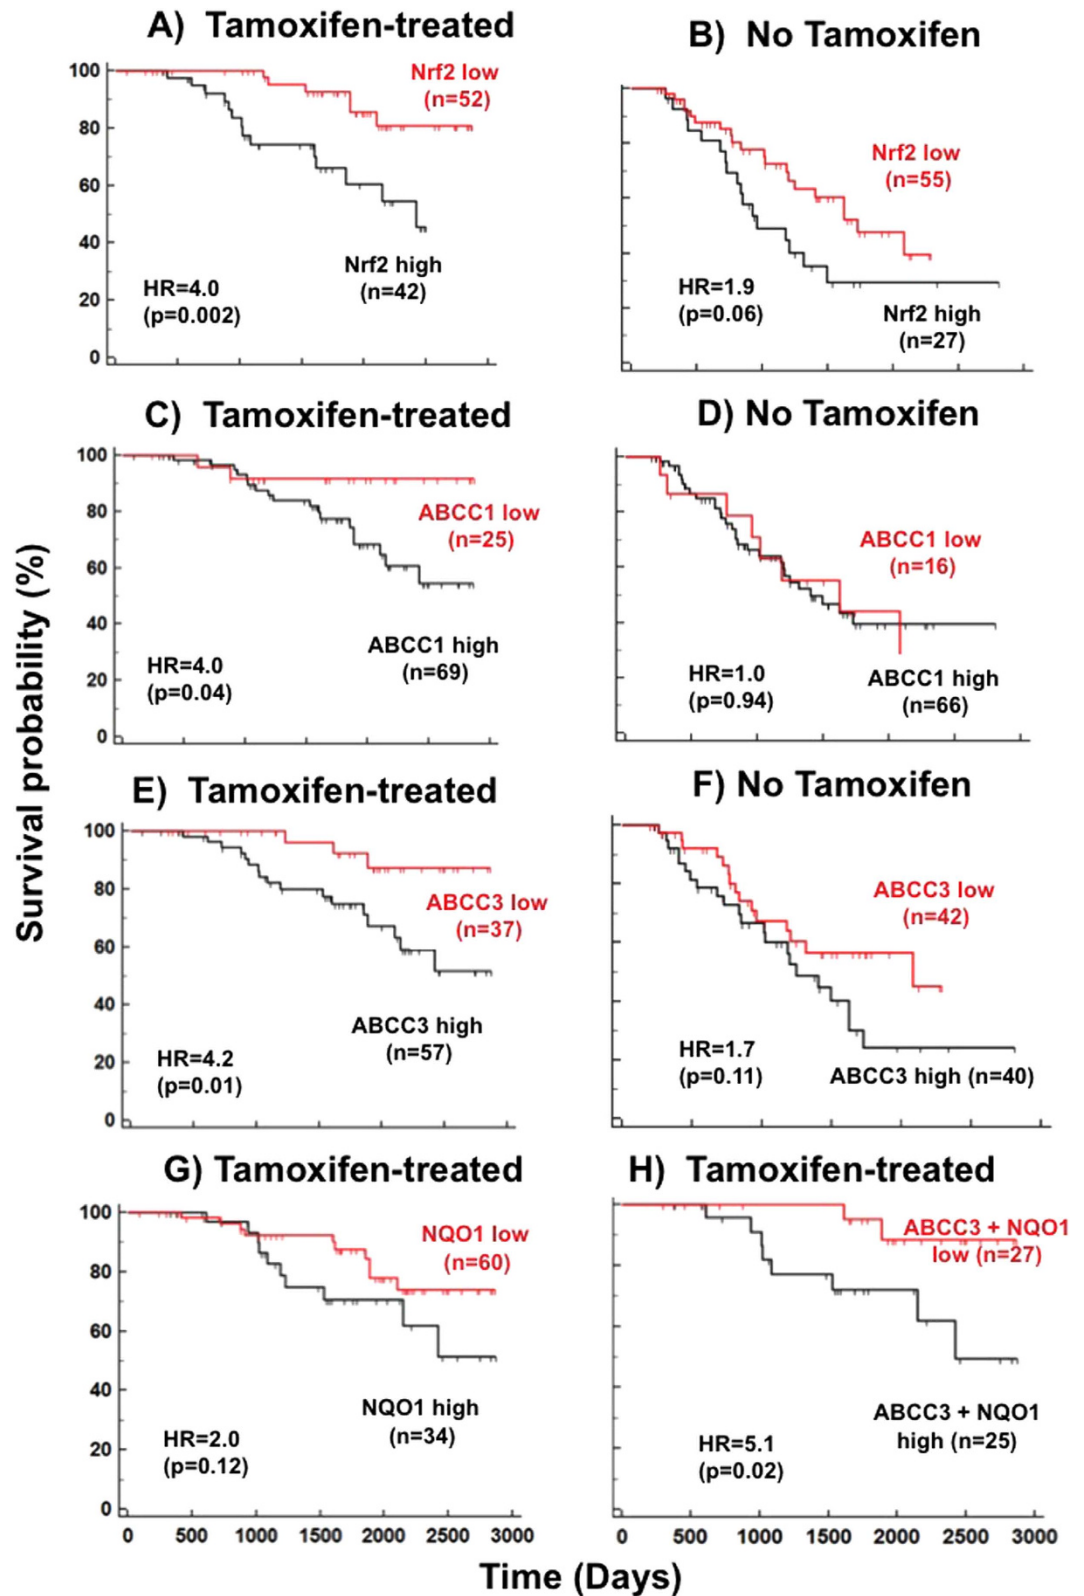 A) Tamoxifen-treated
100
80
60
40
20
0
Nrf2 low
(n=52)
Nrf2 high
(n=42)
HR=4.0
(p=0.002)
B) No Tamoxifen
Nrf2 low
(n=55)
HR=1.9
(p=0.06)
Nrf2 high
(n=27)
C) Tamoxifen-treated
100
80
60
40
20
0
ABCC1 low
(n=25)
ABCC1 high
(n=69)
HR=4.0
(p=0.04)
D) No Tamoxifen
ABCC1 low
(n=16)
HR=1.0
(p=0.94)
ABCC1 high
(n=66)
Survival probability (%)
E) Tamoxifen-treated
100
80
60
40
20
0
ABCC3 low
(n=37)
ABCC3 high
(n=57)
HR=4.2
(p=0.01)
F) No Tamoxifen
ABCC3 low
(n=42)
HR=1.7
(p=0.11)
ABCC3 high (n=40)
G) Tamoxifen-treated
100
80
60
40
20
0
NQO1 low
(n=60)
NQO1 high
(n=34)
HR=2.0
(p=0.12)
0 500 1000 1500 2000 2500 3000
H) Tamoxifen-treated
ABCC3 + NQO1
low (n=27)
ABCC3 + NQO1
high (n=25)
HR=5.1
(p=0.02)
0 500 1000 1500 2000 2500 3000
Time (Days)